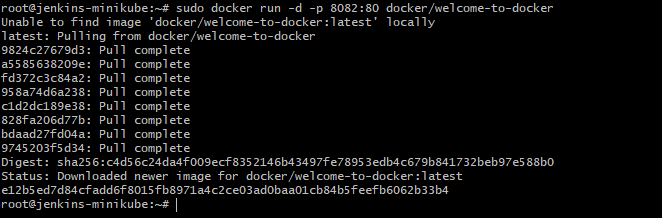 root@jenkins-minikube:~# sudo docker run -d -p 8082:80 docker/welcome-to-docker
Unable to find image 'docker/welcome-to-docker:latest' locally
latest: Pulling from docker/welcome-to-docker
9824c27679d3: Pull complete
a5585638209e: Pull complete
fd372c3c84a2: Pull complete
958a74d6a238: Pull complete
c1d2dc189e38: Pull complete
828fa206d77b: Pull complete
bdaad27fd04a: Pull complete
9745203f5d34: Pull complete
Digest: sha256:c4d56c24da4f009ecf8352146b43497fe78953edb4c679b841732beb97e588b0
Status: Downloaded newer image for docker/welcome-to-docker:latest
e12b5ed7d84cfadd6f8015fb8971a4c2ce03ad0baa01cb84b5feefb6062b33b4
root@jenkins-minikube:~#